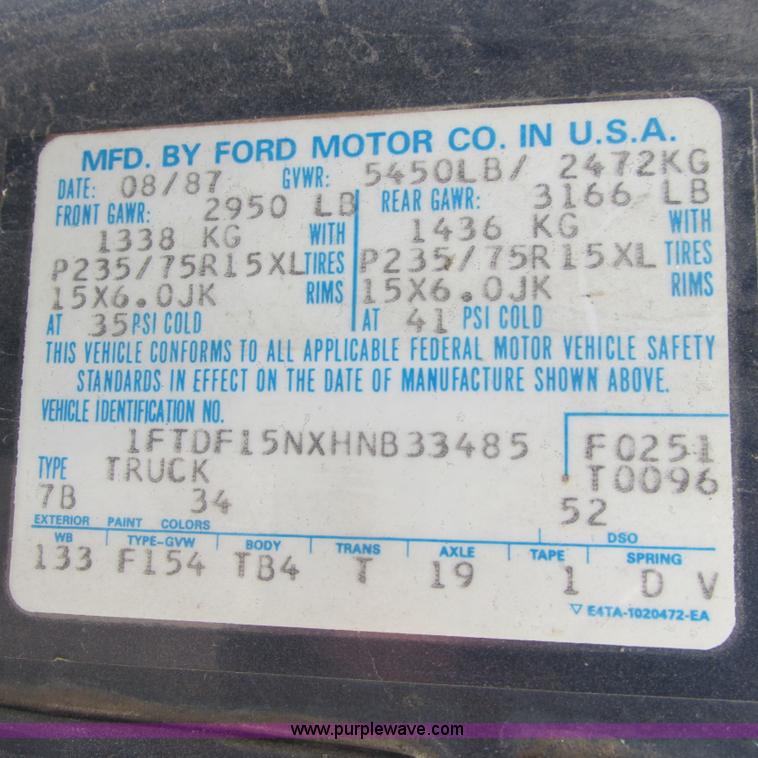 MFD. BY FORD MOTOR CO. IN U.S.A.
DATE: 08/87 GVWR: 5450LB/ 2472KG
FRONT GAWR: 2950 LB REAR GAWR: 3166 LB
1338 KG WITH 1436 KG WITH
P235/75R15XL TIRES P235/75R15XL TIRES
15X6.0JK RIMS 15X6.0JK RIMS
AT 35 PSI COLD AT 41 PSI COLD
THIS VEHICLE CONFORMS TO ALL APPLICABLE FEDERAL MOTOR VEHICLE SAFETY
STANDARDS IN EFFECT ON THE DATE OF MANUFACTURE SHOWN ABOVE.
VEHICLE IDENTIFICATION NO.
1FTDF15NXHNB33485 F0251
TYPE TRUCK T0096
7B 34 52
EXTERIOR PAINT COLORS DSO
WB TYPE-GVW BODY TRANS AXLE TAPE SPRING
133 F154 TB4 T 19 1 D V
▽ E4TA-1020472-EA
www.purplewave.com